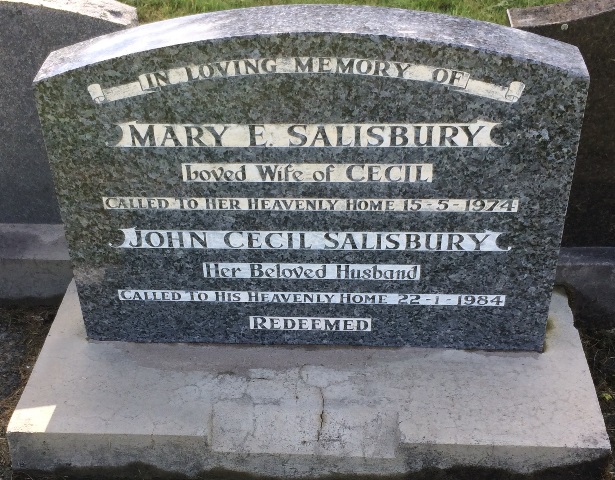 IN LOVING MEMORY OF
MARY E. SALISBURY
Loved Wife of CECIL
CALLED TO HER HEAVENLY HOME 15-5-1974
JOHN CECIL SALISBURY
Her Beloved Husband
CALLED TO HIS HEAVENLY HOME 22-1-1984
REDEEMED